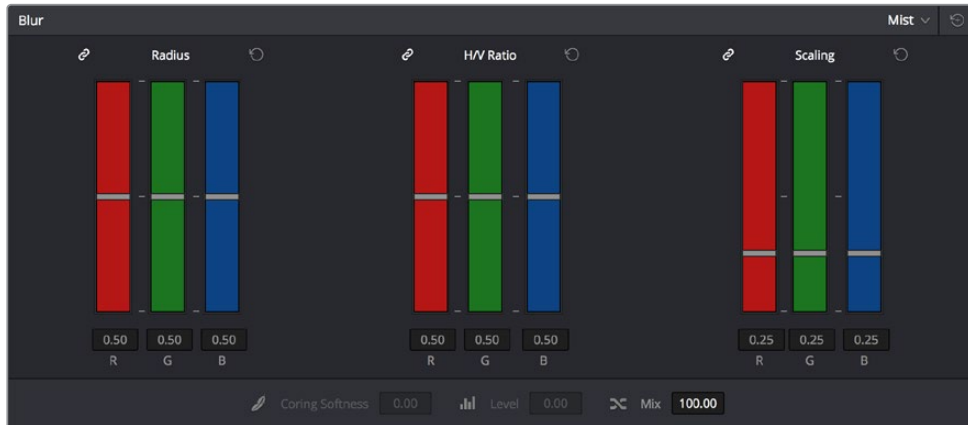 Blur Mist
Radius H/V Ratio Scaling
0.50 0.50 0.50 0.50 0.50 0.50 0.25 0.25 0.25
R G B R G B R G B
Coring Softness 0.00 Level 0.00 Mix 100.00